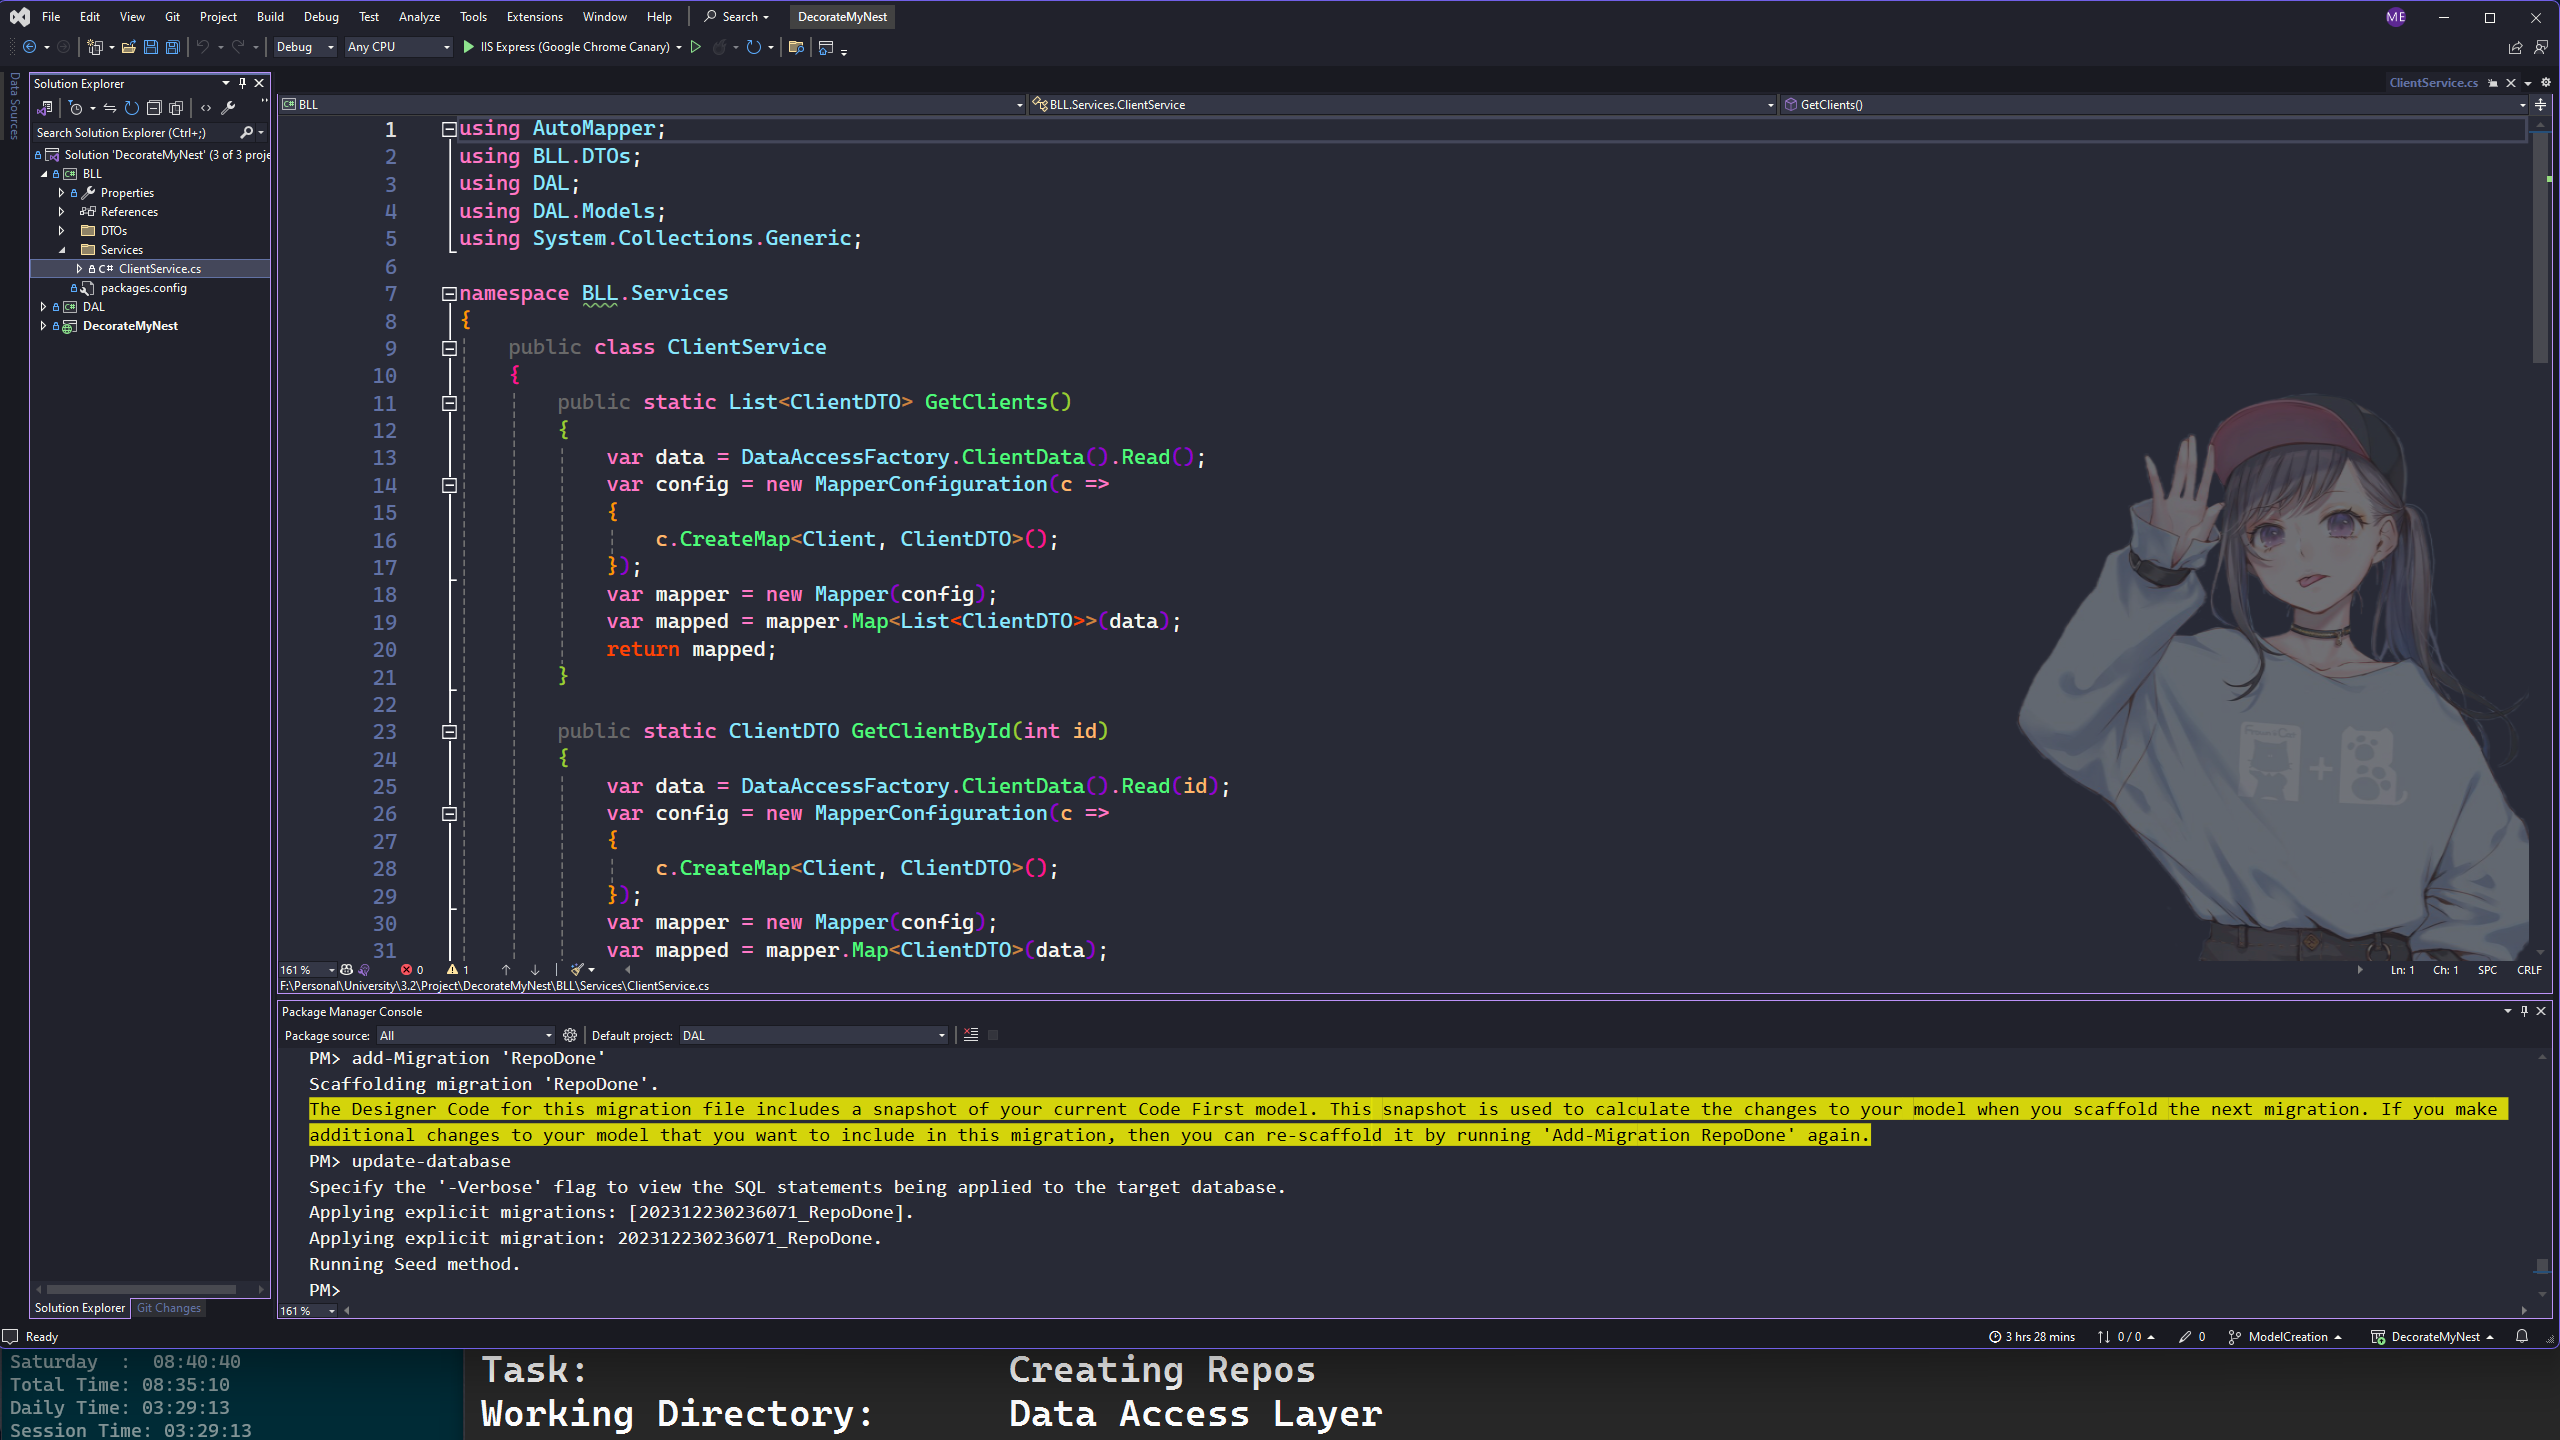 File Edit View Git Project Build Debug Test Analyze Tools Extensions Window Help Search DecorateMyNest ME
Debug Any CPU IIS Express (Google Chrome Canary)
Data Sources
Solution Explorer
Search Solution Explorer (Ctrl+;)
Solution 'DecorateMyNest' (3 of 3 proje
C# BLL
Properties
References
DTOs
Services
C# ClientService.cs
packages.config
C# DAL
DecorateMyNest
Solution Explorer Git Changes
ClientService.cs
C# BLL BLL.Services.ClientService GetClients()
1 using AutoMapper;
2 using BLL.DTOs;
3 using DAL;
4 using DAL.Models;
5 using System.Collections.Generic;
6
7 namespace BLL.Services
8 {
9 public class ClientService
10 {
11 public static List<ClientDTO> GetClients()
12 {
13 var data = DataAccessFactory.ClientData().Read();
14 var config = new MapperConfiguration(c =>
15 {
16 c.CreateMap<Client, ClientDTO>();
17 });
18 var mapper = new Mapper(config);
19 var mapped = mapper.Map<List<ClientDTO>>(data);
20 return mapped;
21 }
22
23 public static ClientDTO GetClientById(int id)
24 {
25 var data = DataAccessFactory.ClientData().Read(id);
26 var config = new MapperConfiguration(c =>
27 {
28 c.CreateMap<Client, ClientDTO>();
29 });
30 var mapper = new Mapper(config);
31 var mapped = mapper.Map<ClientDTO>(data);
161 % 0 1 Ln: 1 Ch: 1 SPC CRLF
F:\Personal\University\3.2\Project\DecorateMyNest\BLL\Services\ClientService.cs
Package Manager Console
Package source: All Default project: DAL
PM> add-Migration 'RepoDone'
Scaffolding migration 'RepoDone'.
The Designer Code for this migration file includes a snapshot of your current Code First model. This snapshot is used to calculate the changes to your model when you scaffold the next migration. If you make
additional changes to your model that you want to include in this migration, then you can re-scaffold it by running 'Add-Migration RepoDone' again.
PM> update-database
Specify the '-Verbose' flag to view the SQL statements being applied to the target database.
Applying explicit migrations: [202312230236071_RepoDone].
Applying explicit migration: 202312230236071_RepoDone.
Running Seed method.
PM>
161 %
Ready 3 hrs 28 mins 0 / 0 0 ModelCreation DecorateMyNest
Saturday : 08:40:40
Total Time: 08:35:10
Daily Time: 03:29:13
Session Time: 03:29:13
Task: Creating Repos
Working Directory: Data Access Layer